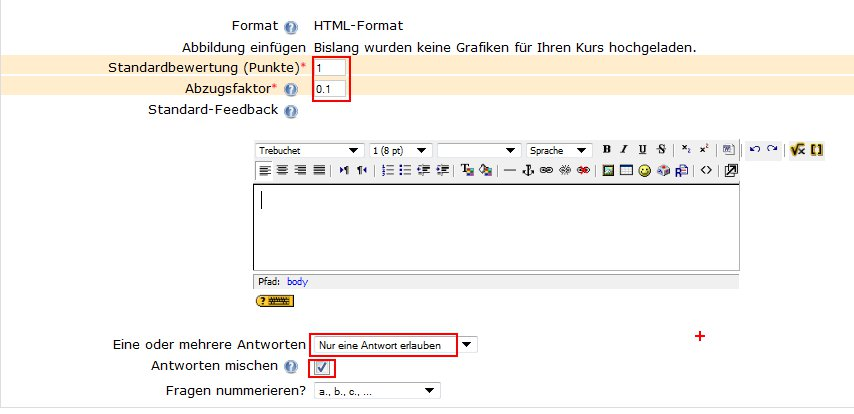 Format HTML-Format
Abbildung einfügen Bislang wurden keine Grafiken für Ihren Kurs hochgeladen.
Standardbewertung (Punkte)* 1
Abzugsfaktor* 0.1
Standard-Feedback
Trebuchet 1 (8 pt) Sprache B I U S x₂ x²
Pfad: body
Eine oder mehrere Antworten Nur eine Antwort erlauben
Antworten mischen
Fragen nummerieren? a., b., c., ...